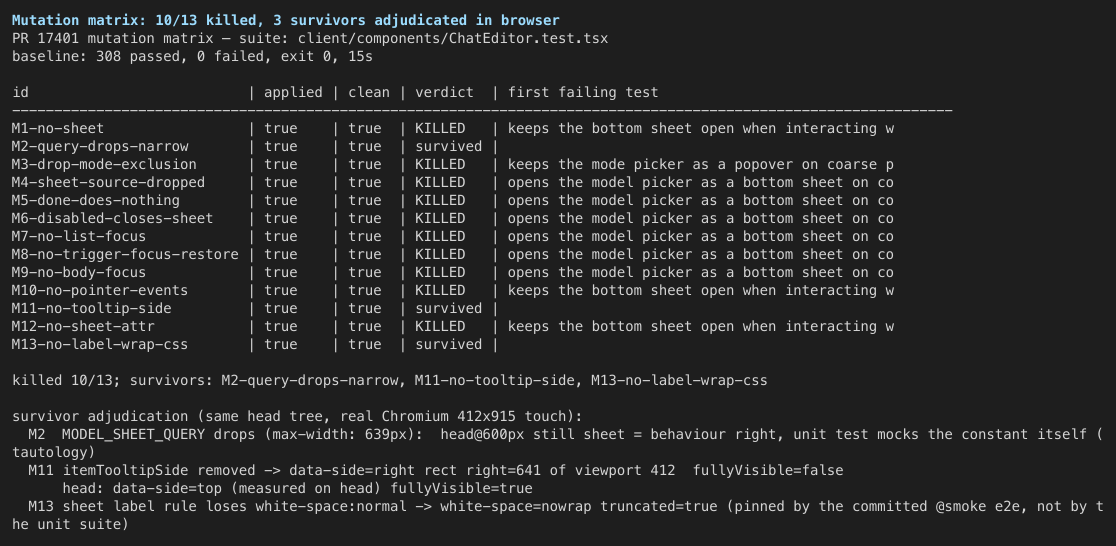 Mutation matrix: 10/13 killed, 3 survivors adjudicated in browser
PR 17401 mutation matrix — suite: client/components/ChatEditor.test.tsx
baseline: 308 passed, 0 failed, exit 0, 15s
id | applied | clean | verdict | first failing test
M1-no-sheet | true | true | KILLED | keeps the bottom sheet open when interacting w
M2-query-drops-narrow | true | true | survived |
M3-drop-mode-exclusion | true | true | KILLED | keeps the mode picker as a popover on coarse p
M4-sheet-source-dropped | true | true | KILLED | opens the model picker as a bottom sheet on co
M5-done-does-nothing | true | true | KILLED | opens the model picker as a bottom sheet on co
M6-disabled-closes-sheet | true | true | KILLED | opens the model picker as a bottom sheet on co
M7-no-list-focus | true | true | KILLED | opens the model picker as a bottom sheet on co
M8-no-trigger-focus-restore | true | true | KILLED | opens the model picker as a bottom sheet on co
M9-no-body-focus | true | true | KILLED | opens the model picker as a bottom sheet on co
M10-no-pointer-events | true | true | KILLED | keeps the bottom sheet open when interacting w
M11-no-tooltip-side | true | true | survived |
M12-no-sheet-attr | true | true | KILLED | keeps the bottom sheet open when interacting w
M13-no-label-wrap-css | true | true | survived |
killed 10/13; survivors: M2-query-drops-narrow, M11-no-tooltip-side, M13-no-label-wrap-css
survivor adjudication (same head tree, real Chromium 412x915 touch):
M2 MODEL_SHEET_QUERY drops (max-width: 639px): head@600px still sheet = behaviour right, unit test mocks the constant itself (
tautology)
M11 itemTooltipSide removed -> data-side=right rect right=641 of viewport 412 fullyVisible=false
head: data-side=top (measured on head) fullyVisible=true
M13 sheet label rule loses white-space:normal -> white-space=nowrap truncated=true (pinned by the committed @smoke e2e, not by t
he unit suite)